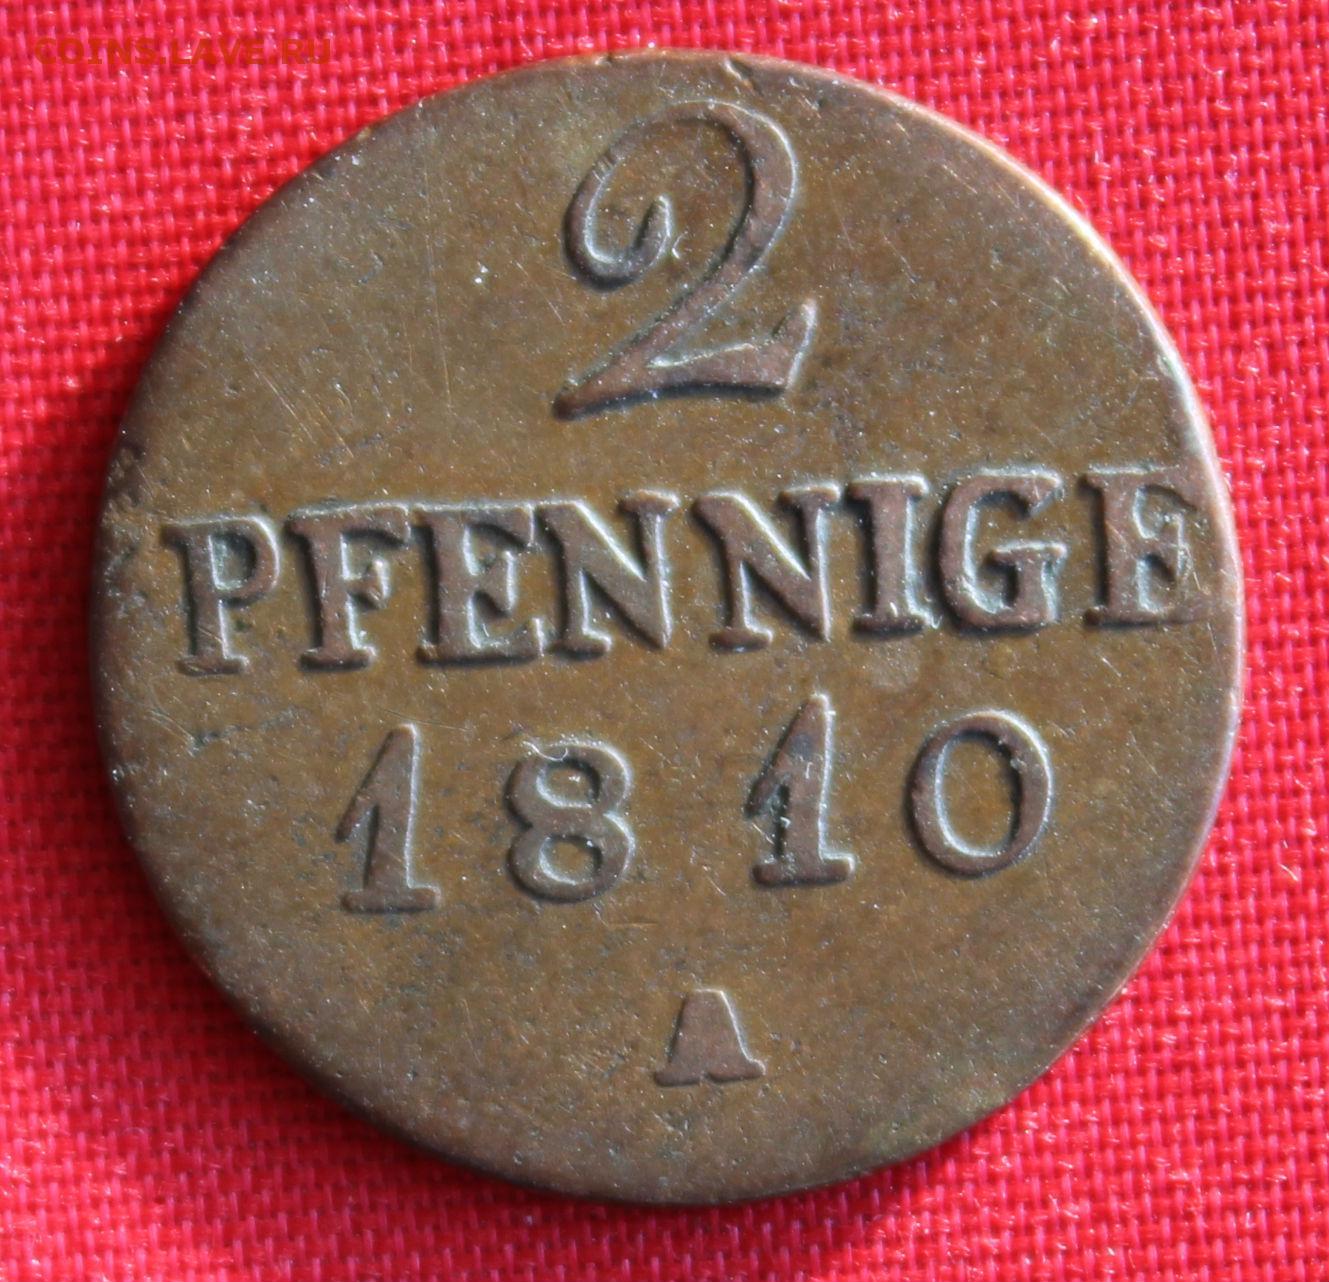 COINS.LAVE.RU
2
PFENNIGE
1810
A